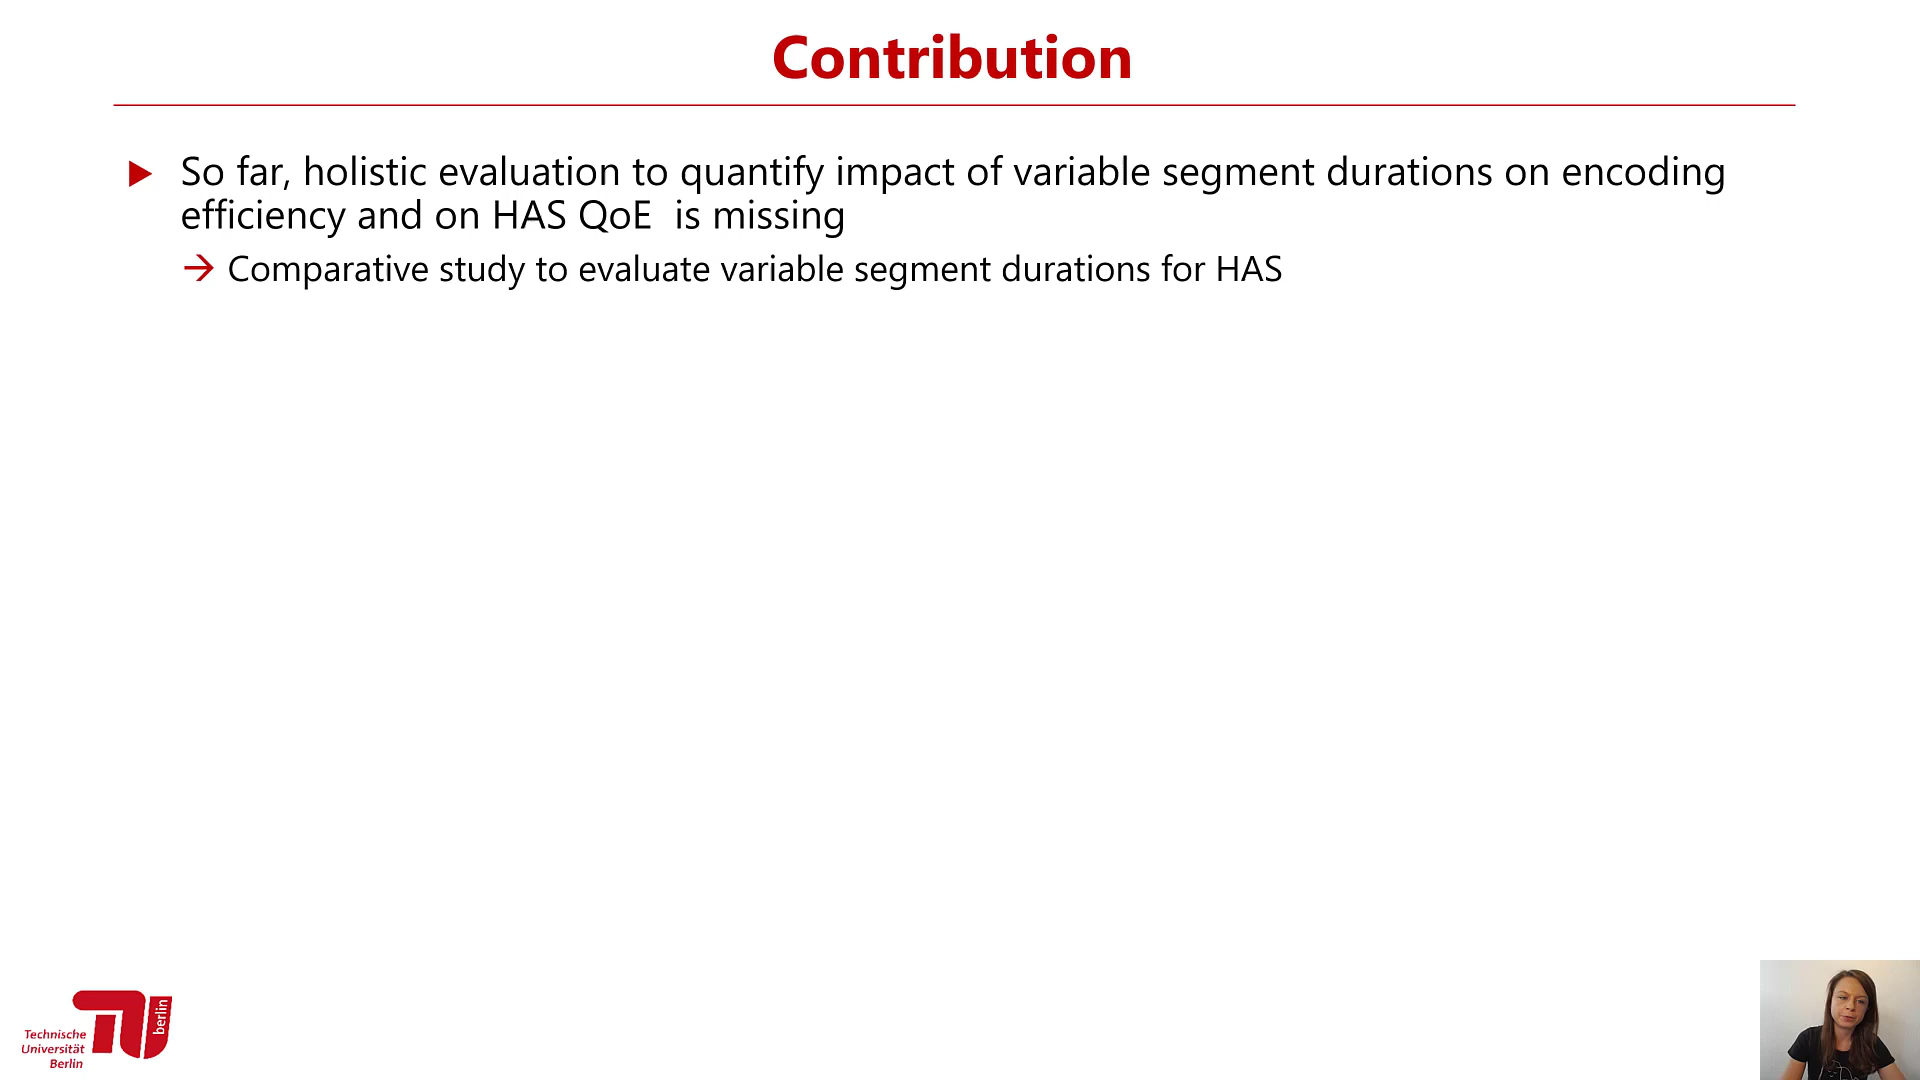 Contribution
So far, holistic evaluation to quantify impact of variable segment durations on encoding
efficiency and on HAS QoE  is missing
→ Comparative study to evaluate variable segment durations for HAS
Technische
Universität
Berlin
berlin